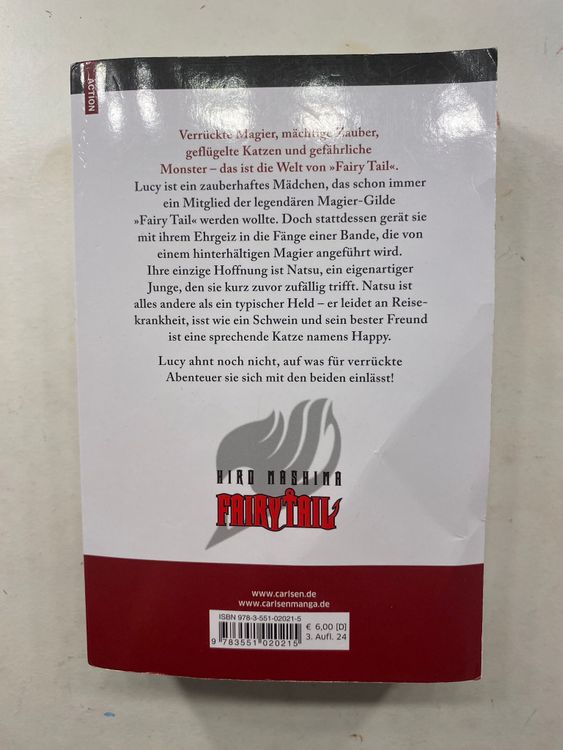 ACTION
Verrückte Magier, mächtige Zauber,
geflügelte Katzen und gefährliche
Monster – das ist die Welt von »Fairy Tail«.
Lucy ist ein zauberhaftes Mädchen, das schon immer
ein Mitglied der legendären Magier-Gilde
»Fairy Tail« werden wollte. Doch stattdessen gerät sie
mit ihrem Ehrgeiz in die Fänge einer Bande, die von
einem hinterhältigen Magier angeführt wird.
Ihre einzige Hoffnung ist Natsu, ein eigenartiger
Junge, den sie kurz zuvor zufällig trifft. Natsu ist
alles andere als ein typischer Held – er leidet an Reise-
krankheit, isst wie ein Schwein und sein bester Freund
ist eine sprechende Katze namens Happy.
Lucy ahnt noch nicht, auf was für verrückte
Abenteuer sie sich mit den beiden einlässt!
HIRO MASHIMA
FAIRY TAIL
www.carlsen.de
www.carlsenmanga.de
ISBN 978-3-551-02021-5
€ 6,00 [D]
3. Aufl. 24
9 783551 020215